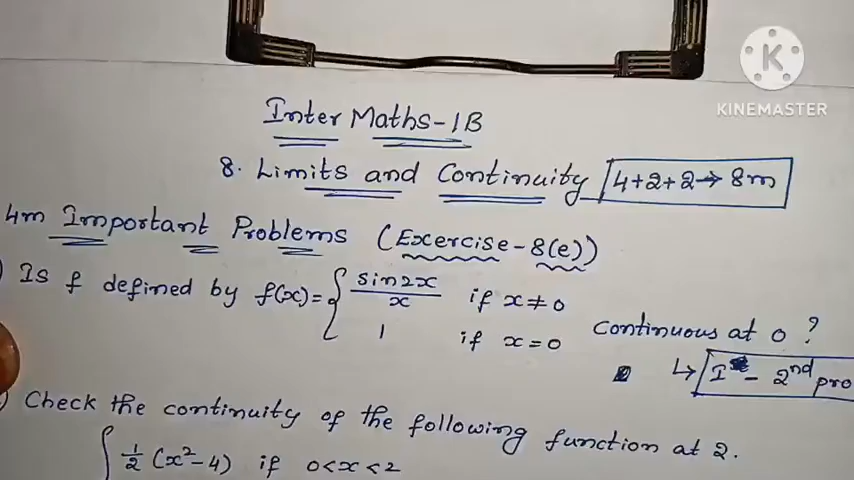 KINEMASTER
Inter Maths-1B
8. Limits and Continuity 4+2+2→8m
4m Important Problems (Exercise-8(e))
) Is f defined by f(x)= { sin2x/x if x≠0
1 if x=0 continuous at 0 ?
↳ I - 2nd pro
) Check the continuity of the following function at 2.
{ 1/2 (x²-4) if 0<x<2